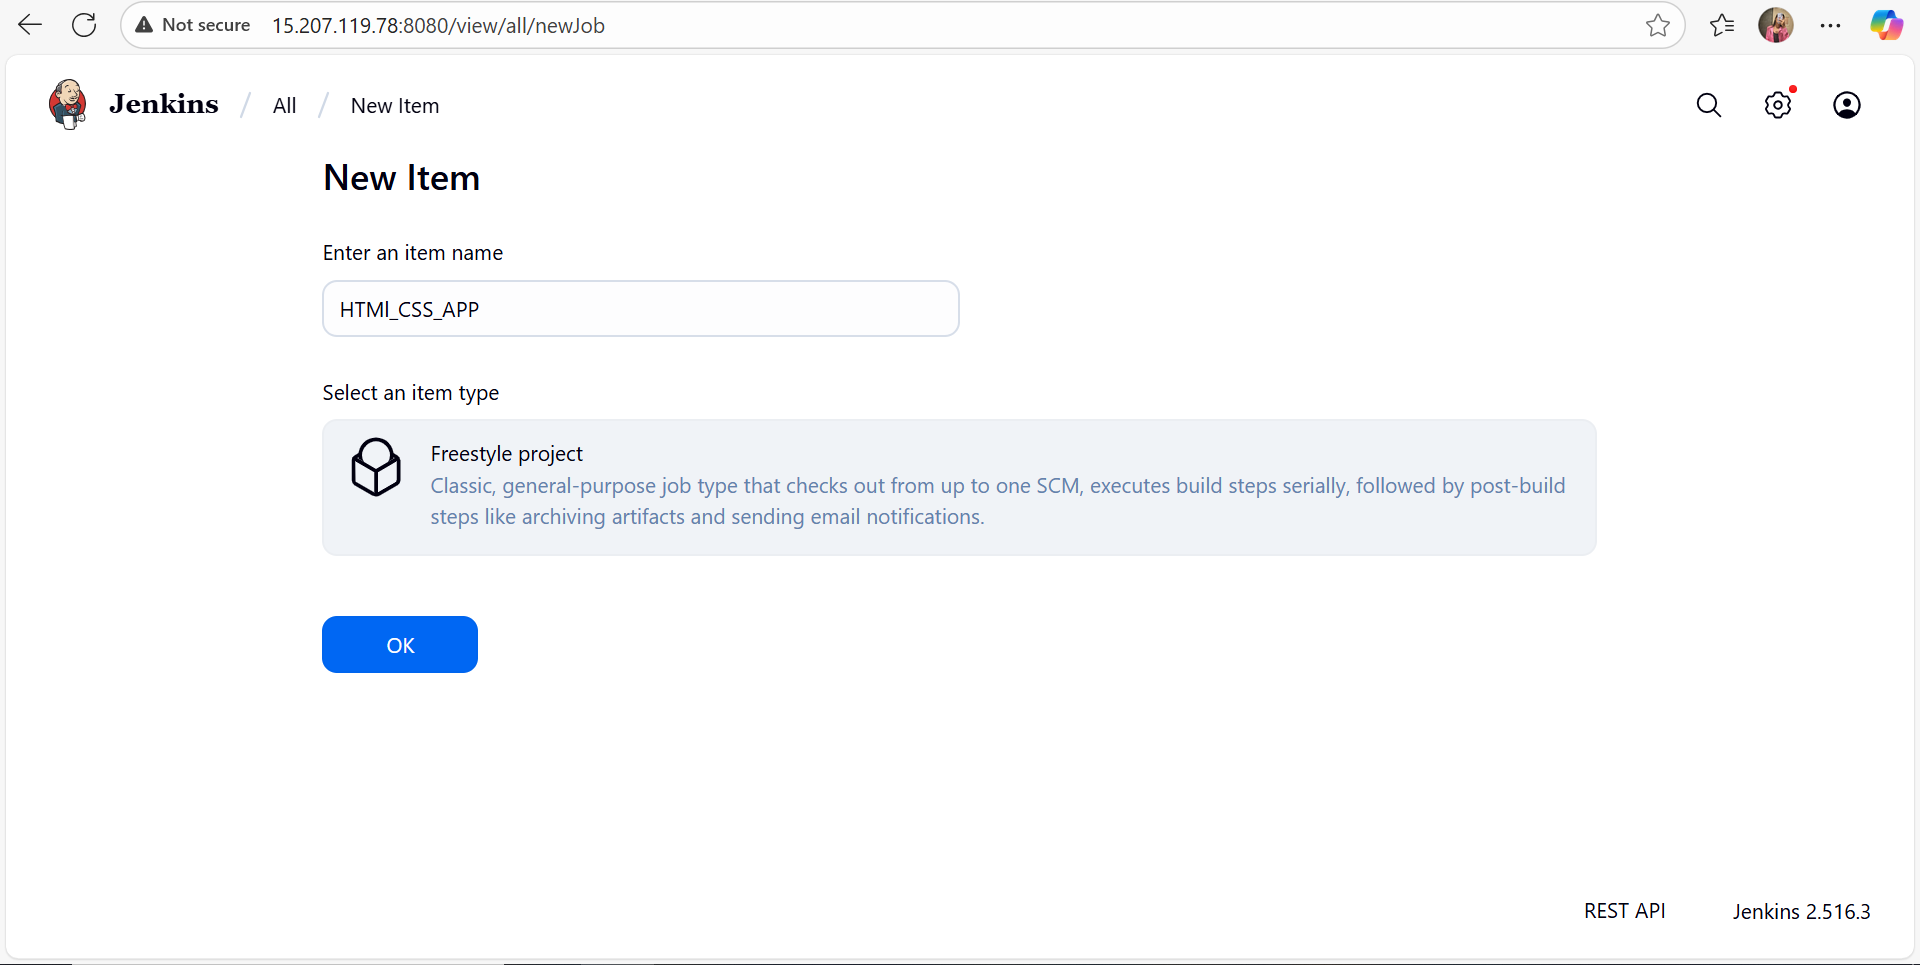 Not secure 15.207.119.78:8080/view/all/newJob
Jenkins / All / New Item
New Item
Enter an item name
HTMl_CSS_APP
Select an item type
Freestyle project
Classic, general-purpose job type that checks out from up to one SCM, executes build steps serially, followed by post-build
steps like archiving artifacts and sending email notifications.
OK
REST API Jenkins 2.516.3